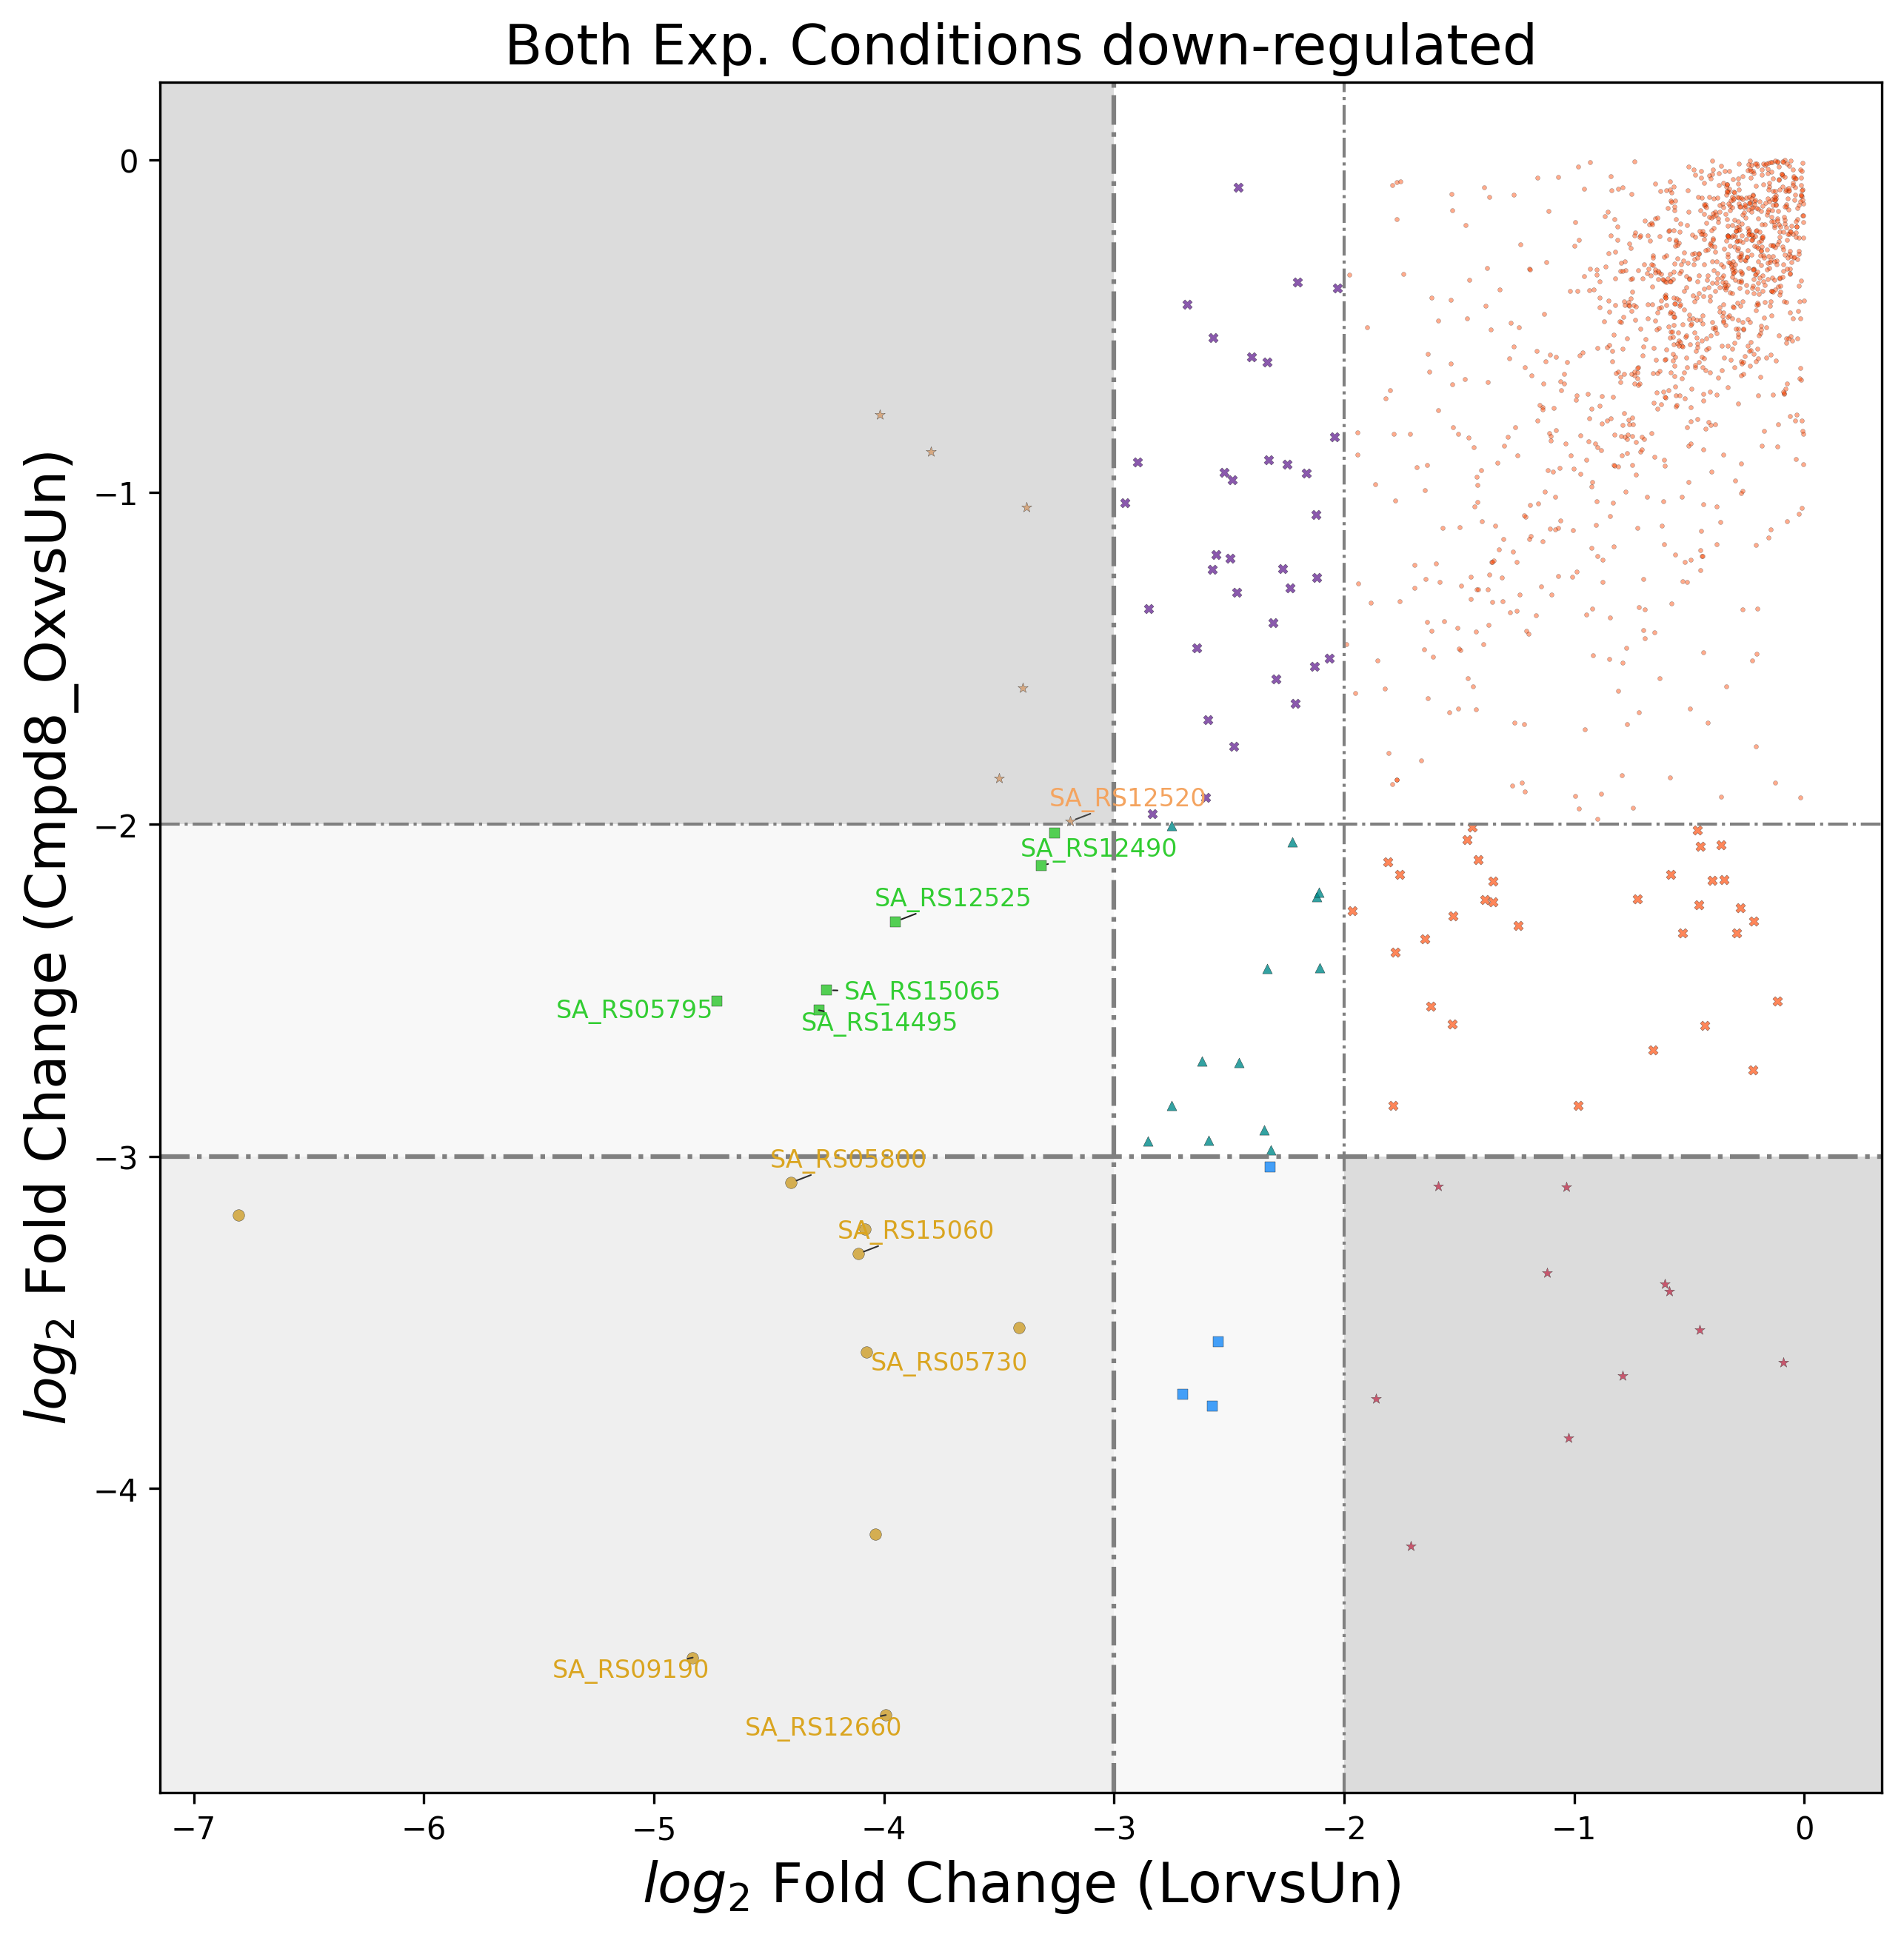 Both Exp. Conditions down-regulated
log2 Fold Change (Cmpd8_OxvsUn)
0
−1
−2
−3
−4
SA_RS12520
SA_RS12490
SA_RS12525
SA_RS15065
SA_RS05795
SA_RS14495
SA_RS05800
SA_RS15060
SA_RS05730
SA_RS09190
SA_RS12660
−7 −6 −5 −4 −3 −2 −1 0
log2 Fold Change (LorvsUn)